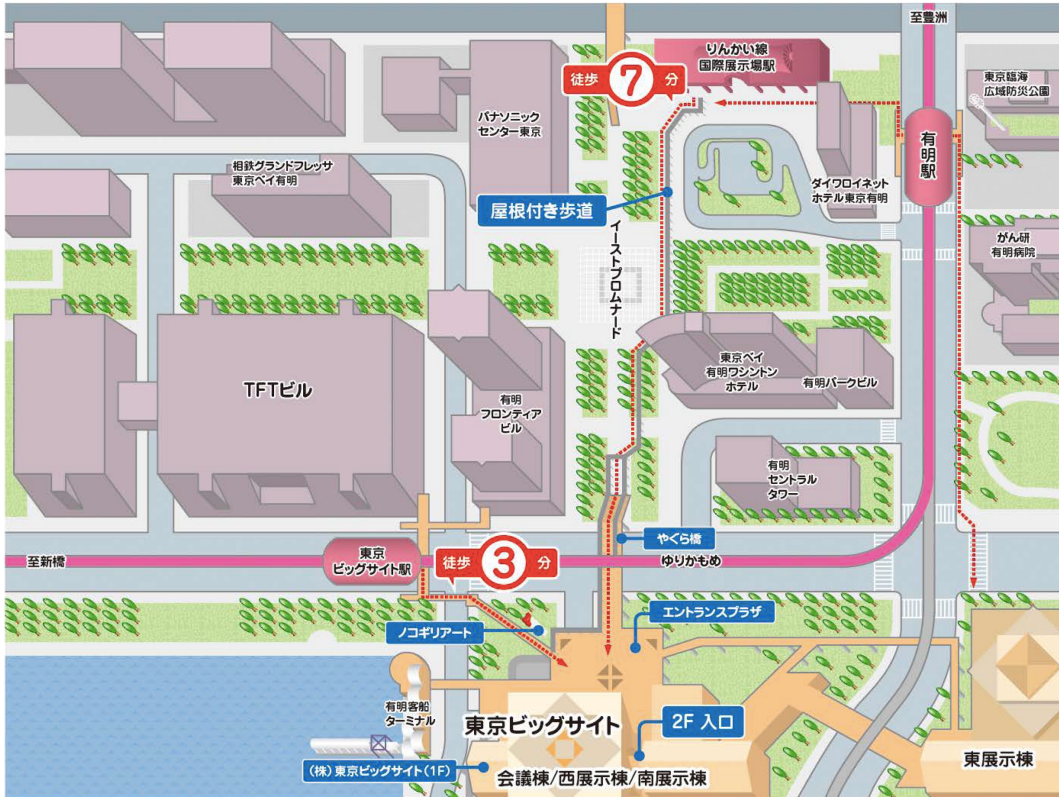 至豊洲
りんかい線
国際展示場駅
徒歩 7 分
東京臨海
広域防災公園
パナソニック
センター東京
有明駅
相鉄グランドフレッサ
東京ベイ有明
ダイワロイネット
ホテル東京有明
屋根付き歩道
イーストプロムナード
がん研
有明病院
東京ベイ
有明ワシントン
ホテル
有明パークビル
TFTビル
有明
フロンティア
ビル
有明
セントラル
タワー
やぐら橋
至新橋
東京
ビッグサイト駅
徒歩 3 分
ゆりかもめ
エントランスプラザ
ノコギリアート
有明客船
ターミナル
東京ビッグサイト
2F 入口
東展示棟
(株)東京ビッグサイト(1F)
会議棟/西展示棟/南展示棟